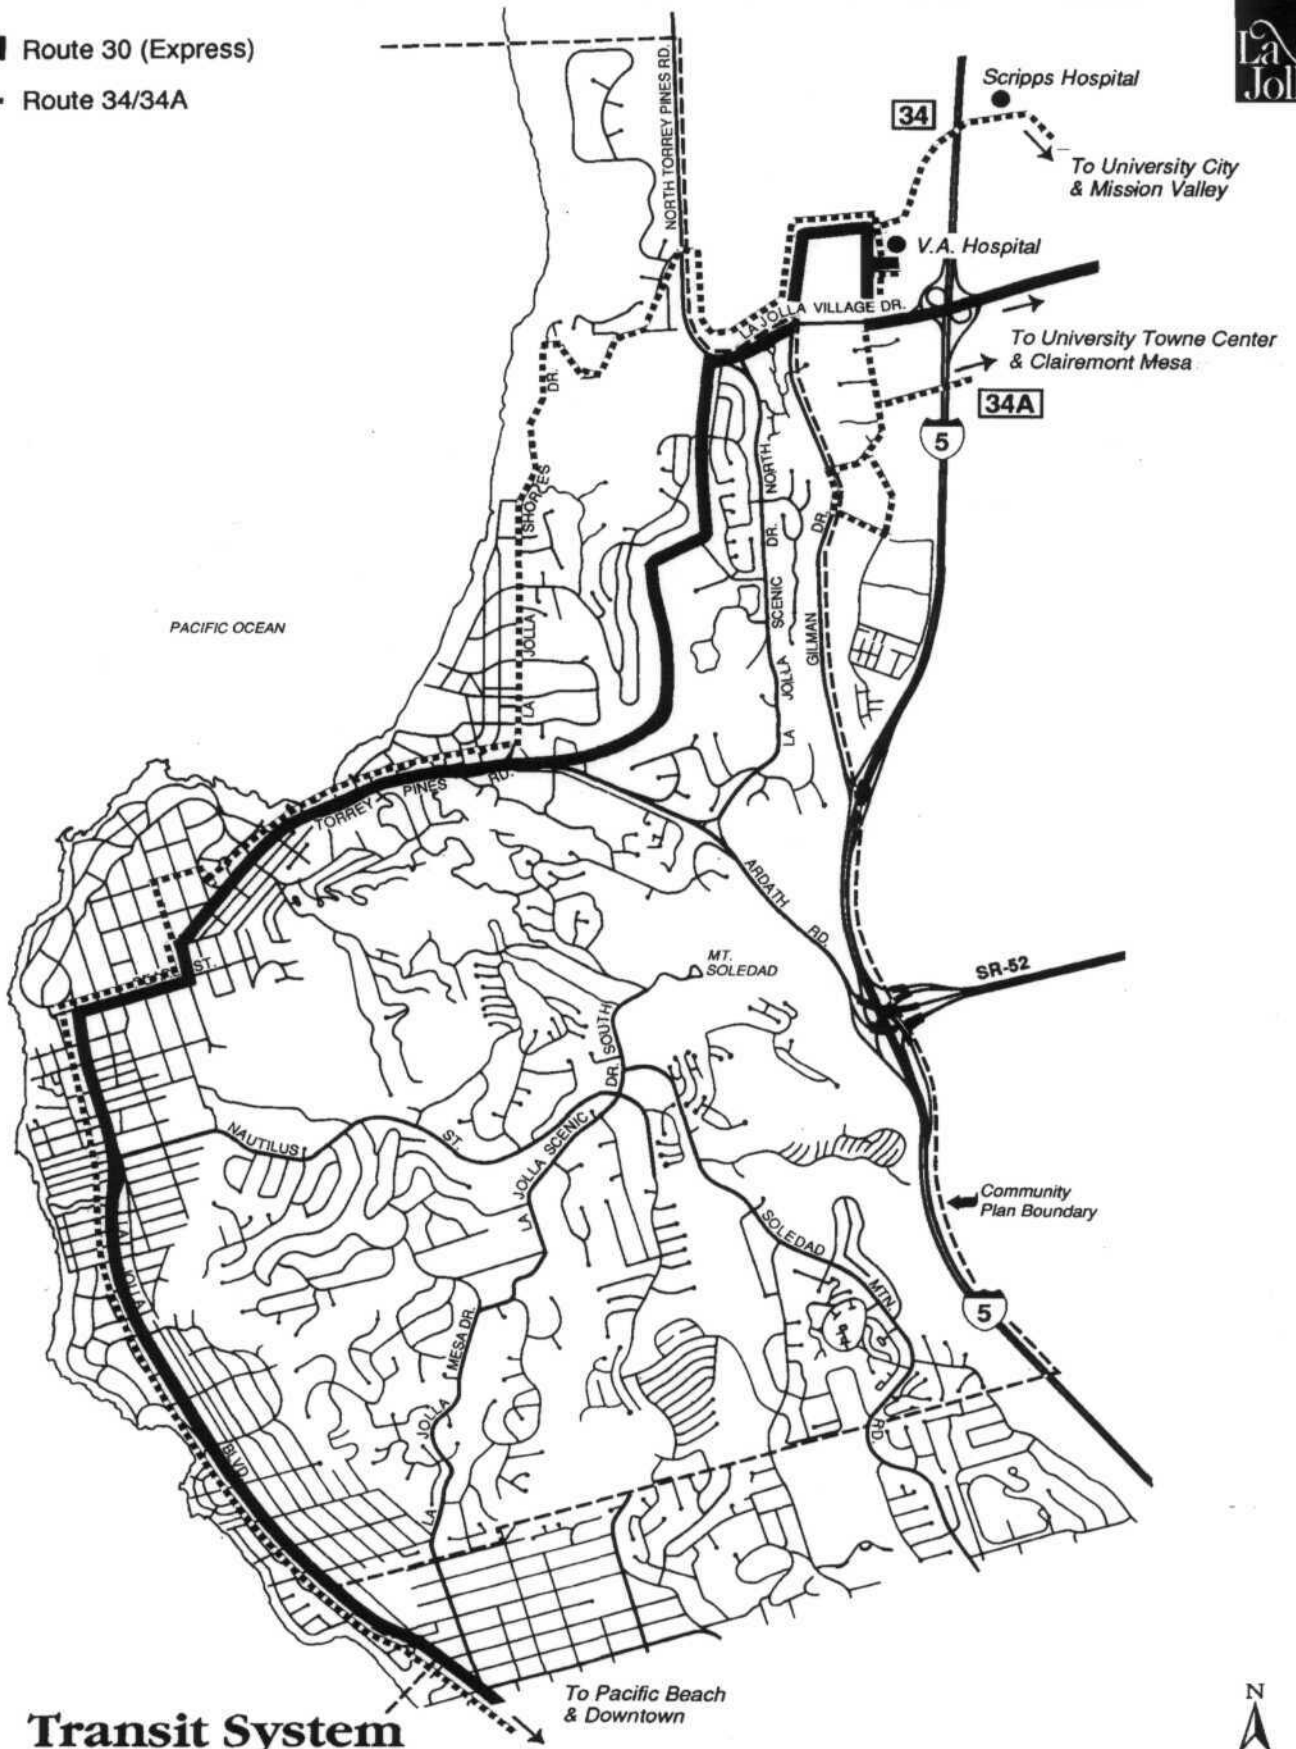 Route 30 (Express)
Route 34/34A
La
Jol
NORTH TORREY PINES RD.
Scripps Hospital
34
To University City
& Mission Valley
V.A. Hospital
LA JOLLA VILLAGE DR.
To University Towne Center
& Clairemont Mesa
34A
5
LA JOLLA SHORES DR.
LA JOLLA SCENIC DR. NORTH
GILMAN DR.
PACIFIC OCEAN
TORREY PINES RD.
ARDATH RD.
MT.
SOLEDAD
SR-52
ST.
NAUTILUS ST.
LA JOLLA SCENIC DR. SOUTH
Community
Plan Boundary
SOLEDAD MTN. RD.
5
LA JOLLA BLVD.
LA JOLLA MESA DR.
To Pacific Beach
& Downtown
Transit System
N